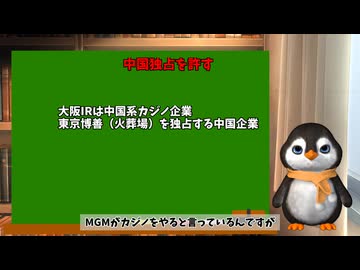 中国独占を許す
大阪IRは中国系カジノ企業
東京博善（火葬場）を独占する中国企業
MGMがカジノをやると言っているんですが